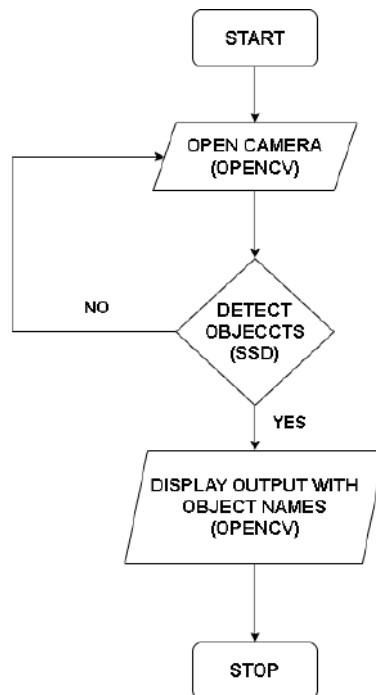 START
OPEN CAMERA
(OPENCV)
NO
DETECT
OBJECCTS
(SSD)
YES
DISPLAY OUTPUT WITH
OBJECT NAMES
(OPENCV)
STOP